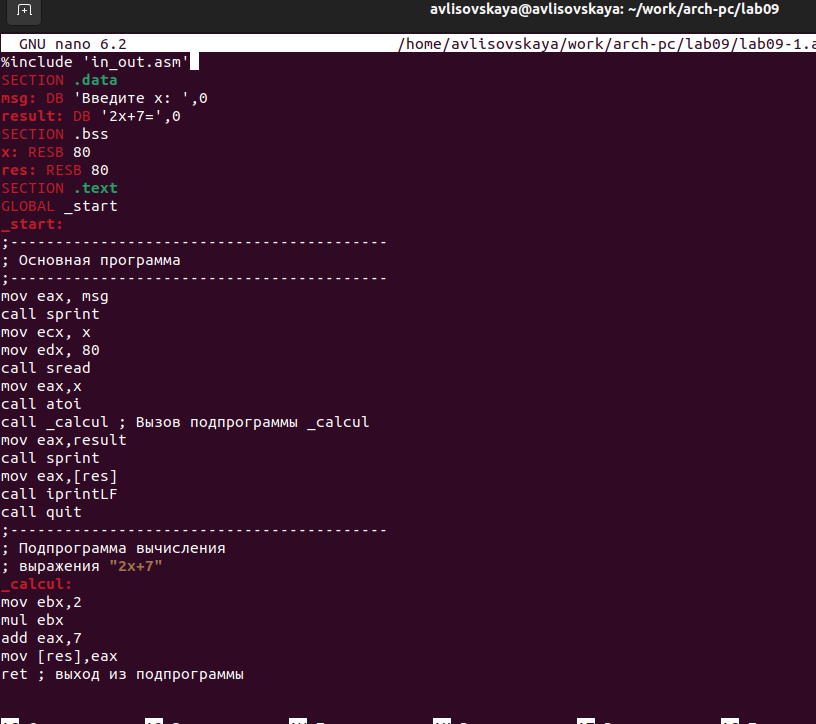 avlisovskaya@avlisovskaya: ~/work/arch-pc/lab09
GNU nano 6.2 /home/avlisovskaya/work/arch-pc/lab09/lab09-1.a
%include 'in_out.asm'
SECTION .data
msg: DB 'Введите x: ',0
result: DB '2x+7=',0
SECTION .bss
x: RESB 80
res: RESB 80
SECTION .text
GLOBAL _start
_start:
;------------------------------------------
; Основная программа
;------------------------------------------
mov eax, msg
call sprint
mov ecx, x
mov edx, 80
call sread
mov eax,x
call atoi
call _calcul ; Вызов подпрограммы _calcul
mov eax,result
call sprint
mov eax,[res]
call iprintLF
call quit
;------------------------------------------
; Подпрограмма вычисления
; выражения "2x+7"
_calcul:
mov ebx,2
mul ebx
add eax,7
mov [res],eax
ret ; выход из подпрограммы